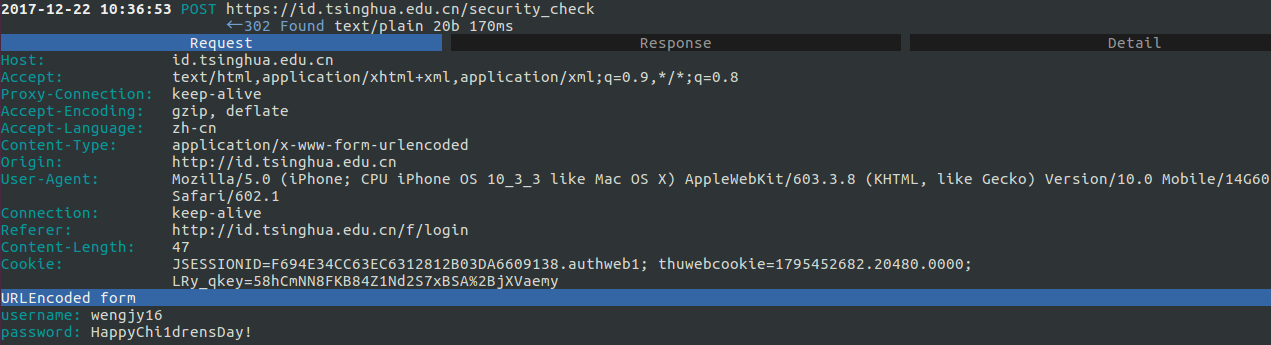 2017-12-22 10:36:53 POST https://id.tsinghua.edu.cn/security_check
←302 Found text/plain 20b 170ms
Request Response Detail
Host: id.tsinghua.edu.cn
Accept: text/html,application/xhtml+xml,application/xml;q=0.9,*/*;q=0.8
Proxy-Connection: keep-alive
Accept-Encoding: gzip, deflate
Accept-Language: zh-cn
Content-Type: application/x-www-form-urlencoded
Origin: http://id.tsinghua.edu.cn
User-Agent: Mozilla/5.0 (iPhone; CPU iPhone OS 10_3_3 like Mac OS X) AppleWebKit/603.3.8 (KHTML, like Gecko) Version/10.0 Mobile/14G60
Safari/602.1
Connection: keep-alive
Referer: http://id.tsinghua.edu.cn/f/login
Content-Length: 47
Cookie: JSESSIONID=F694E34CC63EC6312812B03DA6609138.authweb1; thuwebcookie=1795452682.20480.0000;
LRy_qkey=58hCmNN8FKB84Z1Nd2S7xBSA%2BjXVaemy
URLEncoded form
username: wengjy16
password: HappyChi1drensDay!